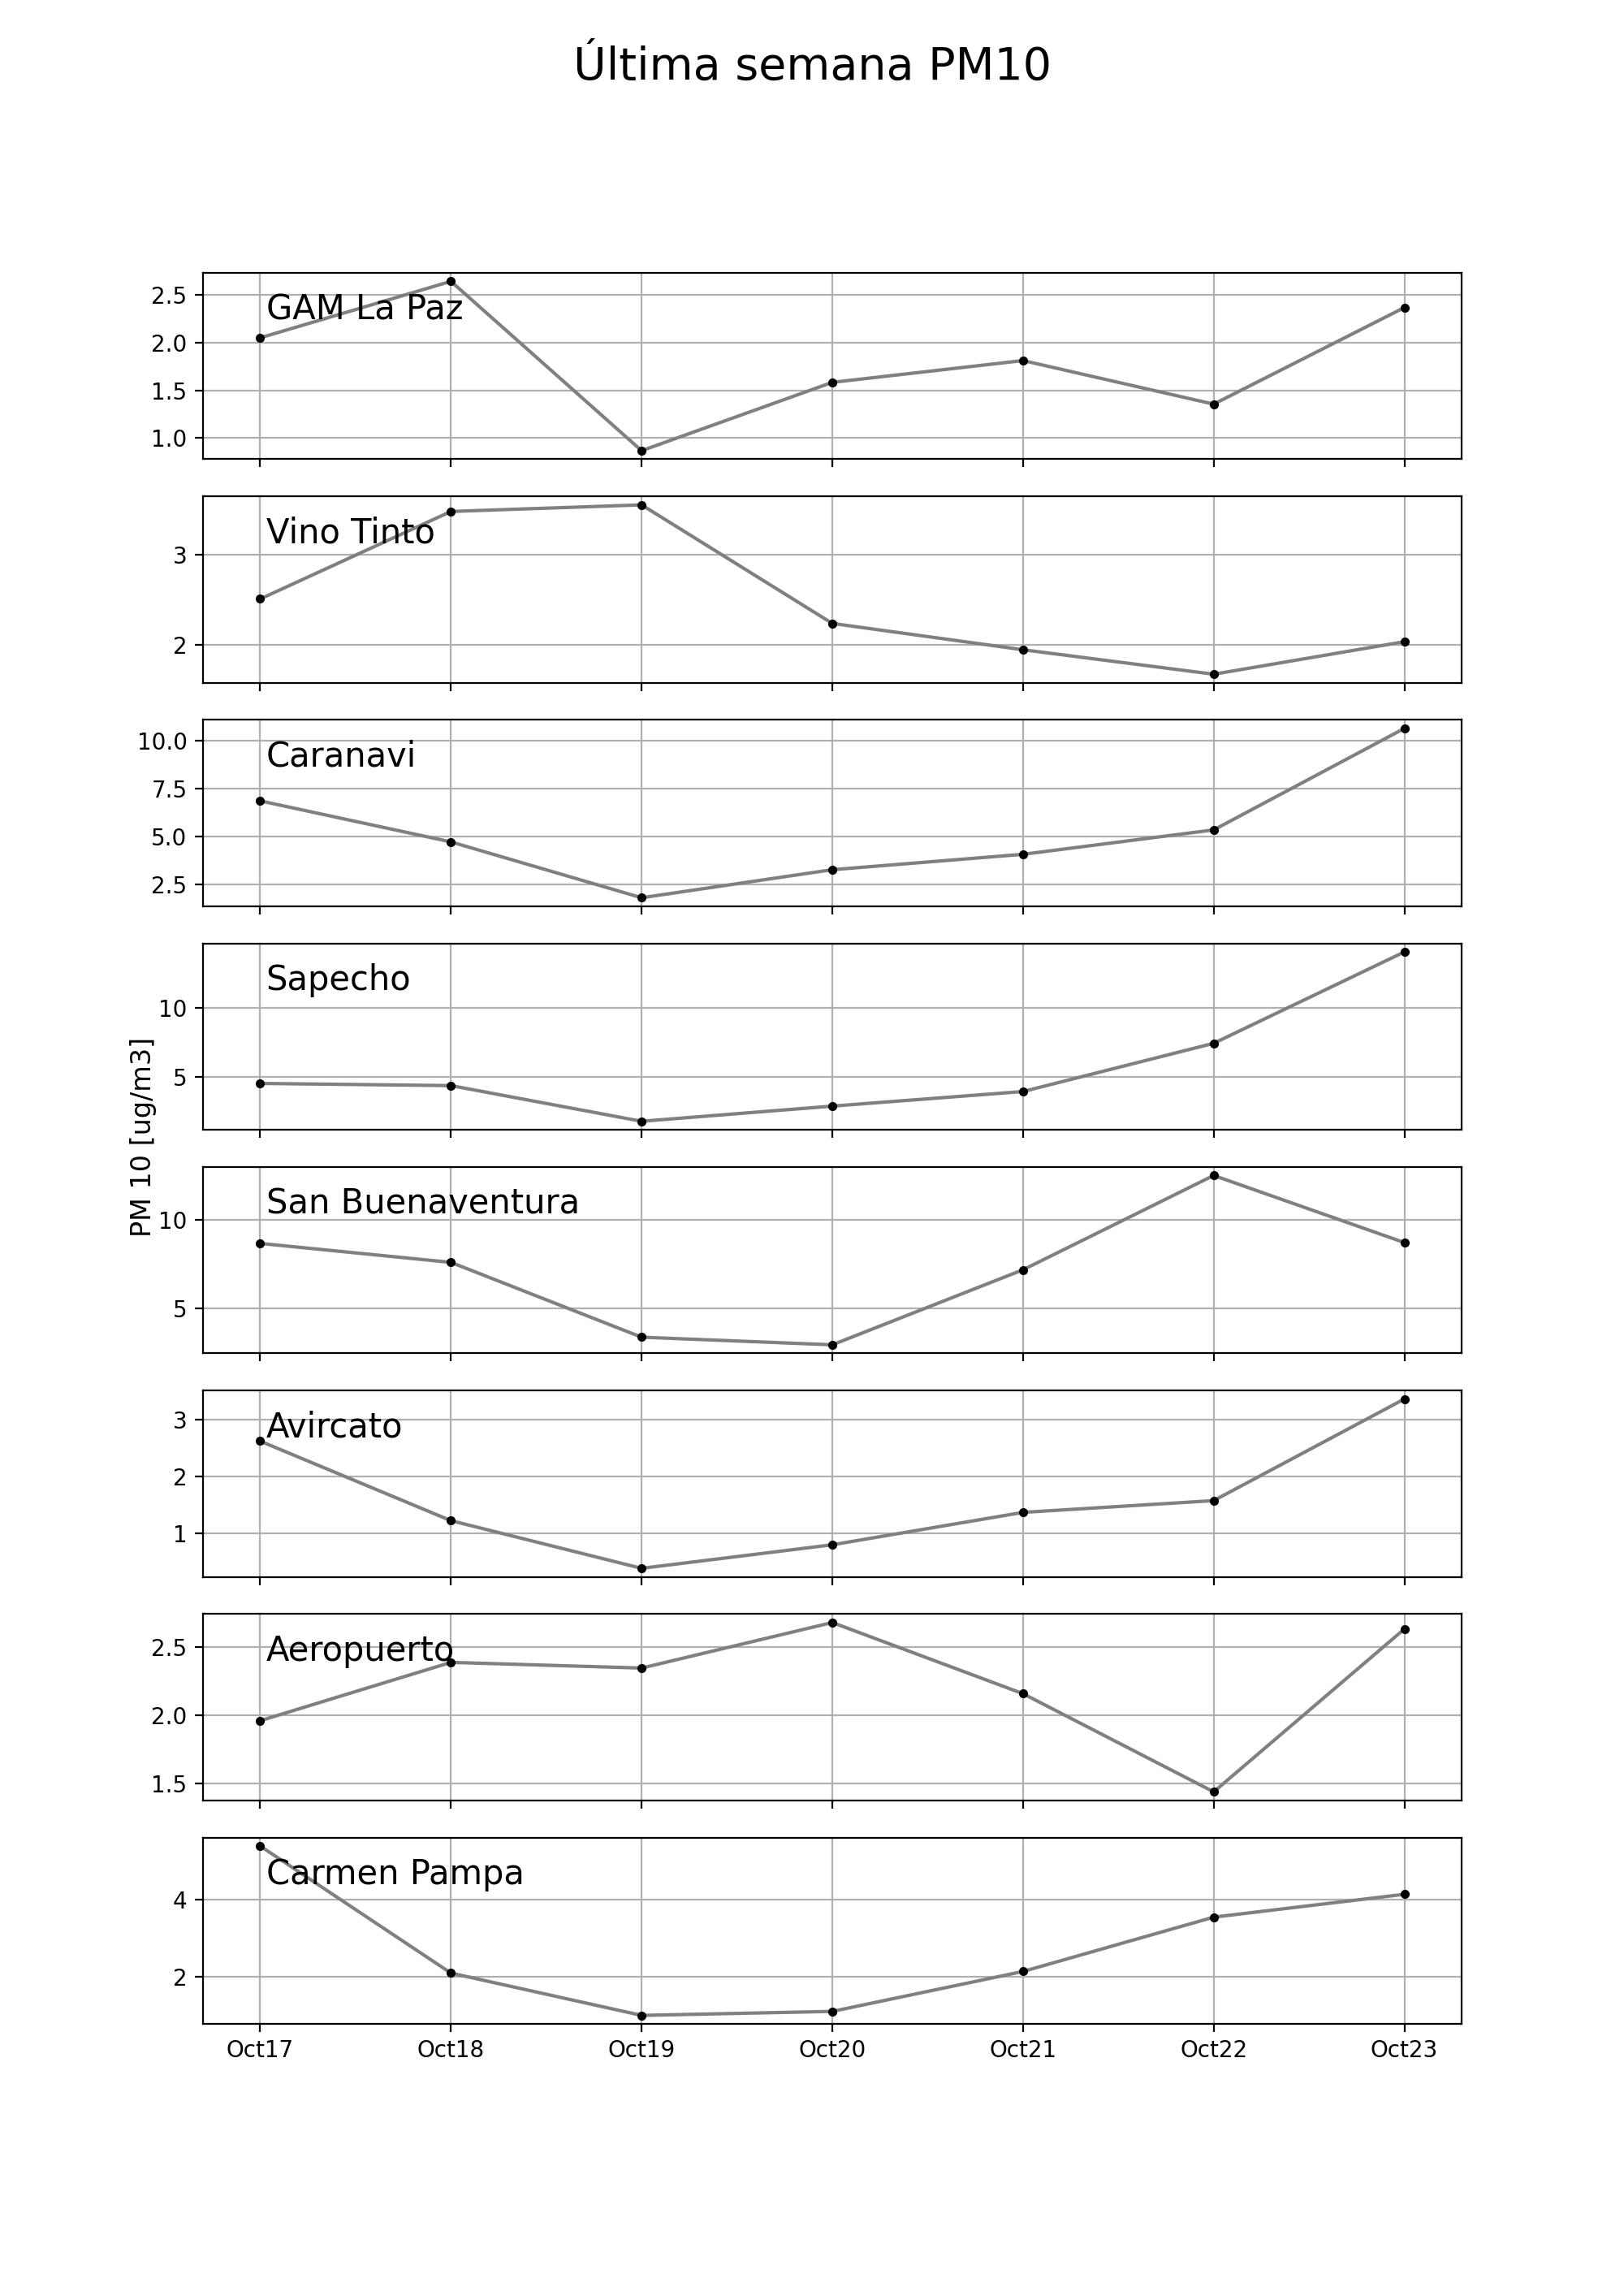 Última semana PM10
GAM La Paz
2.5
2.0
1.5
1.0
Vino Tinto
3
2
Caranavi
10.0
7.5
5.0
2.5
Sapecho
10
5
PM 10 [ug/m3]
San Buenaventura
10
5
Avircato
3
2
1
Aeropuerto
2.5
2.0
1.5
Carmen Pampa
4
2
Oct17 Oct18 Oct19 Oct20 Oct21 Oct22 Oct23